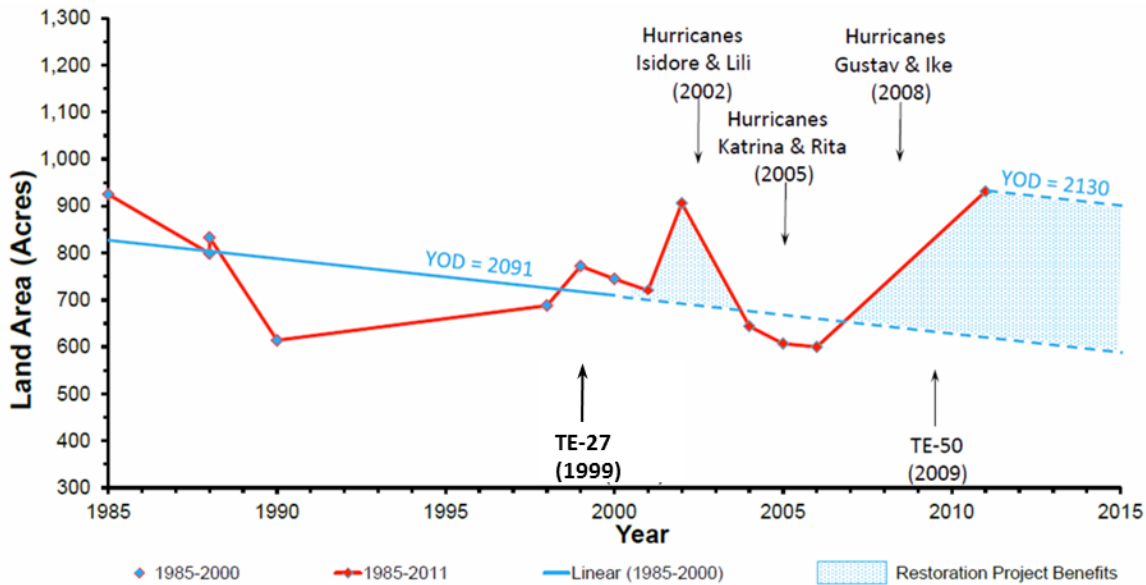 1,300
1,200
1,100
1,000
900
800
700
600
500
400
300
Land Area (Acres)
Hurricanes
Isidore & Lili
(2002)
Hurricanes
Katrina & Rita
(2005)
Hurricanes
Gustav & Ike
(2008)
YOD = 2091
YOD = 2130
TE-27
(1999)
TE-50
(2009)
1985
1990
1995
2000
2005
2010
2015
Year
1985-2000
1985-2011
Linear (1985-2000)
Restoration Project Benefits